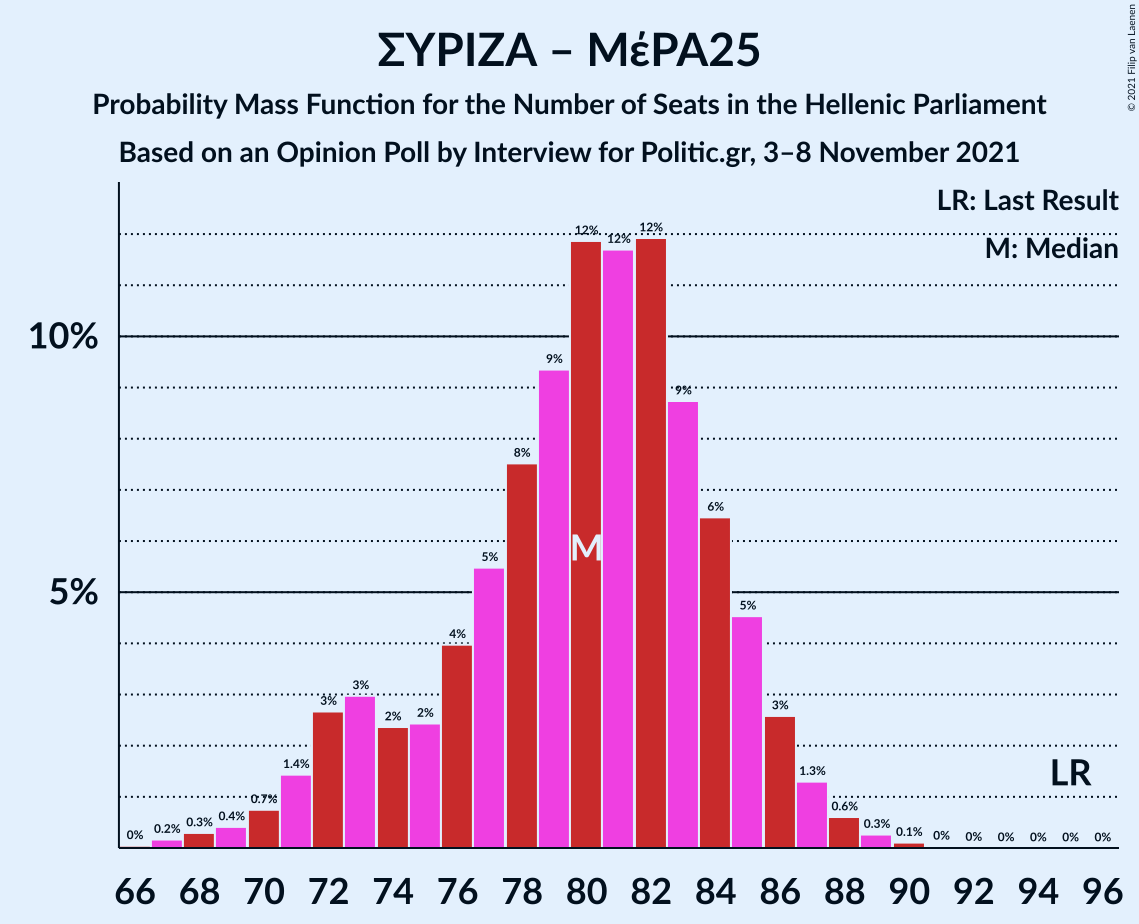 ΣΥΡΙΖΑ – ΜέΡΑ25
Probability Mass Function for the Number of Seats in the Hellenic Parliament
Based on an Opinion Poll by Interview for Politic.gr, 3–8 November 2021
© 2021 Filip van Laenen
LR: Last Result
M: Median
10%
5%
0% 0.2% 0.3% 0.4% 0.7% 1.4% 3% 3% 2% 2% 4% 5% 8% 9% 12% 12% 12% 9% 6% 5% 3% 1.3% 0.6% 0.3% 0.1% 0% 0% 0% 0% 0% 0%
M
LR
66 68 70 72 74 76 78 80 82 84 86 88 90 92 94 96